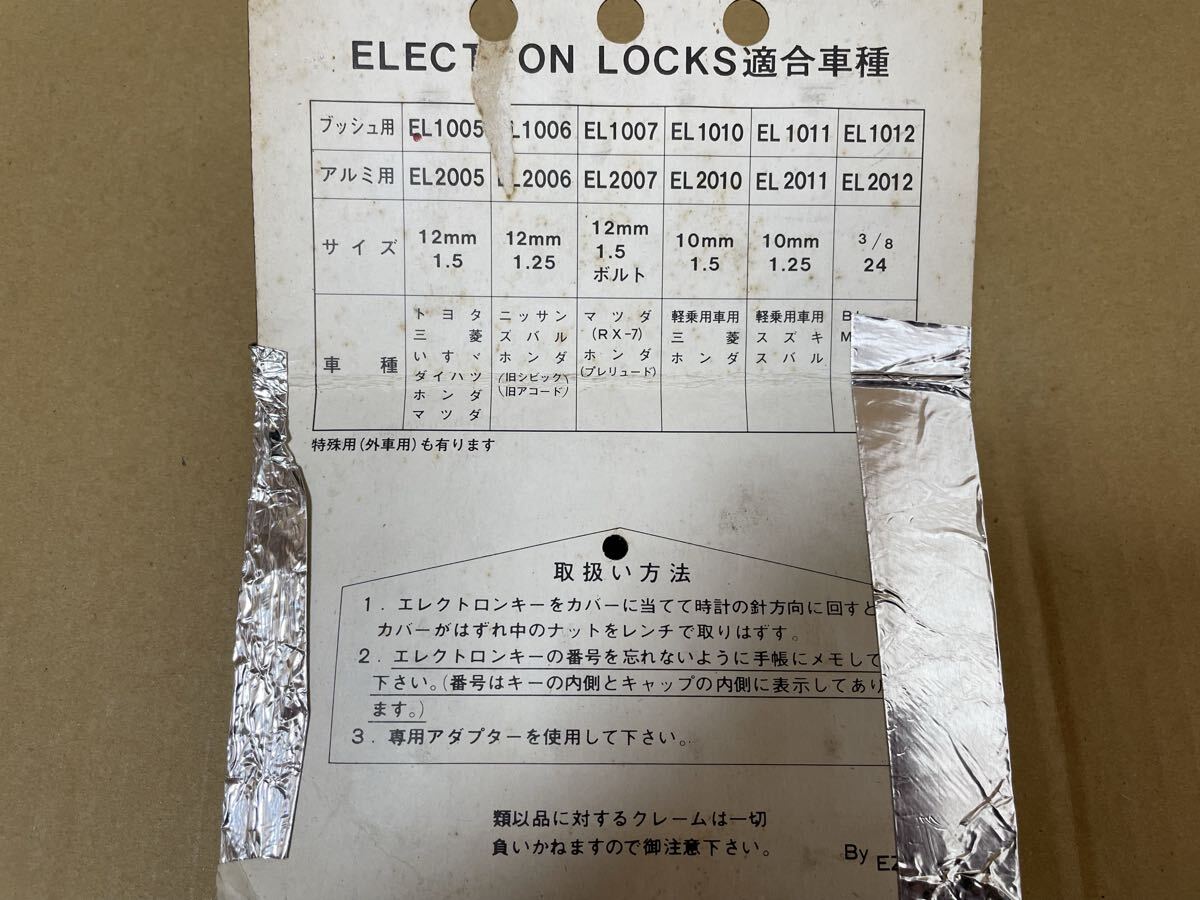 ELECT ON LOCKS適合車種
ブッシュ用 EL1005 L1006 EL1007 EL1010 EL1011 EL1012
アルミ用 EL2005 L2006 EL2007 EL2010 EL2011 EL2012
サイズ 12mm 1.5 12mm 1.25 12mm 1.5 ボルト 10mm 1.5 10mm 1.25 3/8 24
車種
トヨタ
三菱
いすゞ
ダイハツ
ホンダ
マツダ
ニッサン
スバル
ホンダ
(旧シビック)
(旧アコード)
マツダ
(RX-7)
ホンダ
(プレリュード)
軽乗用車用
三菱
ホンダ
軽乗用車用
スズキ
スバル
特殊用(外車用)も有ります
取扱い方法
1. エレクトロンキーをカバーに当てて時計の針方向に回すと
カバーがはずれ中のナットをレンチで取りはずす。
2. エレクトロンキーの番号を忘れないように手帳にメモして
下さい。(番号はキーの内側とキャップの内側に表示してあり
ます。)
3. 専用アダプターを使用して下さい。
類以品に対するクレームは一切
負いかねますので御注意下さい。
By